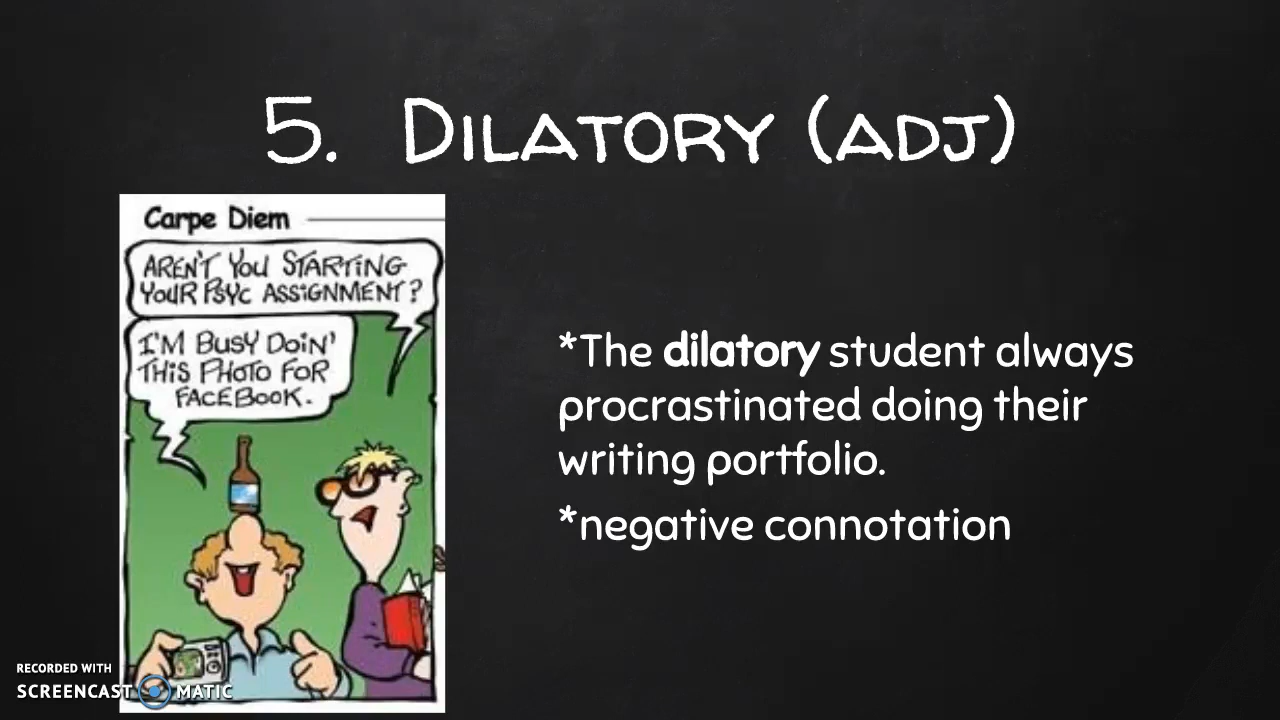 5. Dilatory (adj)
Carpe Diem
AREN'T YOU STARTING
YOUR PSYC ASSIGNMENT?
I'M BUSY DOIN'
THIS PHOTO FOR
FACEBOOK.
*The dilatory student always
procrastinated doing their
writing portfolio.
*negative connotation
RECORDED WITH
SCREENCAST MATIC